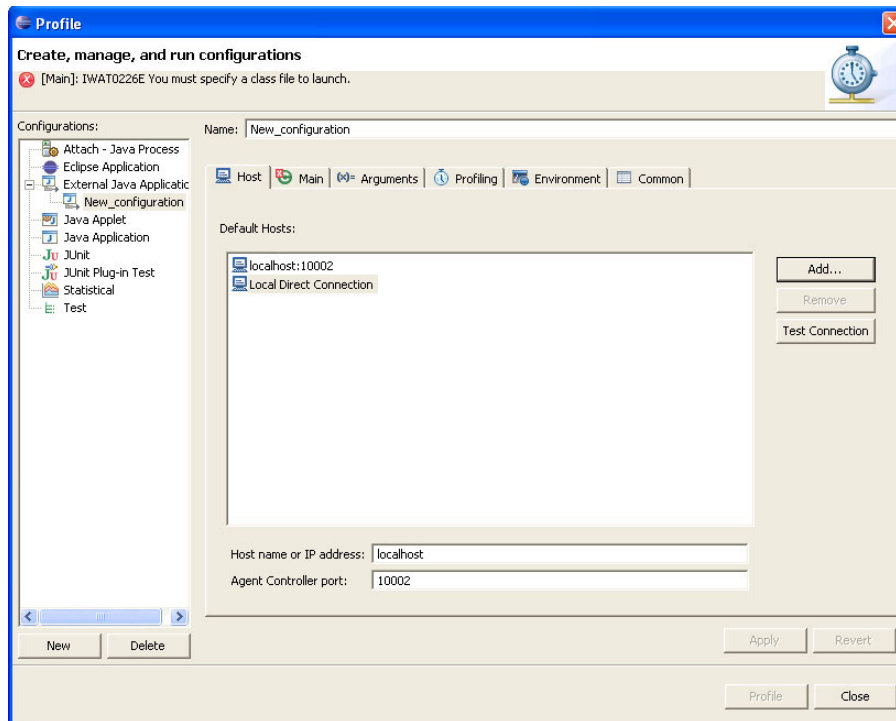 Profile
Create, manage, and run configurations
[Main]: IWAT0226E You must specify a class file to launch.
Configurations:
Attach - Java Process
Eclipse Application
External Java Applicatic
New_configuration
Java Applet
Java Application
Ju JUnit
JUnit Plug-in Test
Statistical
Test
New
Delete
Name: New_configuration
Host
Main
(x)= Arguments
Profiling
Environment
Common
Default Hosts:
localhost:10002
Local Direct Connection
Add...
Remove
Test Connection
Host name or IP address: localhost
Agent Controller port: 10002
Apply
Revert
Profile
Close